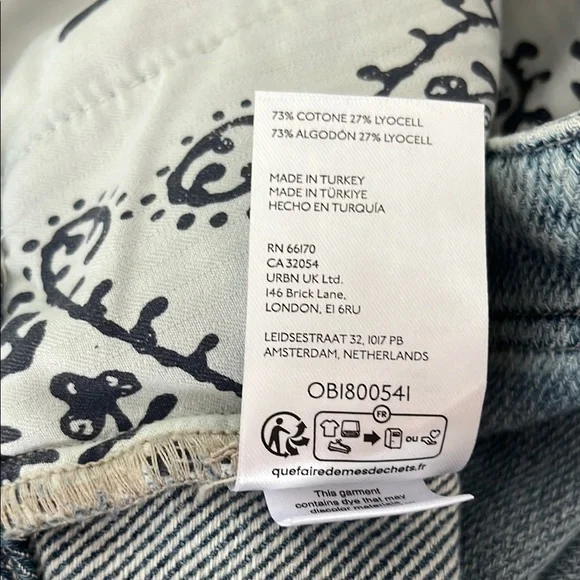 73% COTONE 27% LYOCELL
73% ALGODÓN 27% LYOCELL
MADE IN TURKEY
MADE IN TÜRKIYE
HECHO EN TURQUÍA
RN 66170
CA 32054
URBN UK Ltd.
146 Brick Lane,
LONDON, E1 6RU
LEIDSESTRAAT 32, 1017 PB
AMSTERDAM, NETHERLANDS
OB1800541
FR
OU
quefairedemesdechets.fr
This garment
contains dye that may
discolor materials